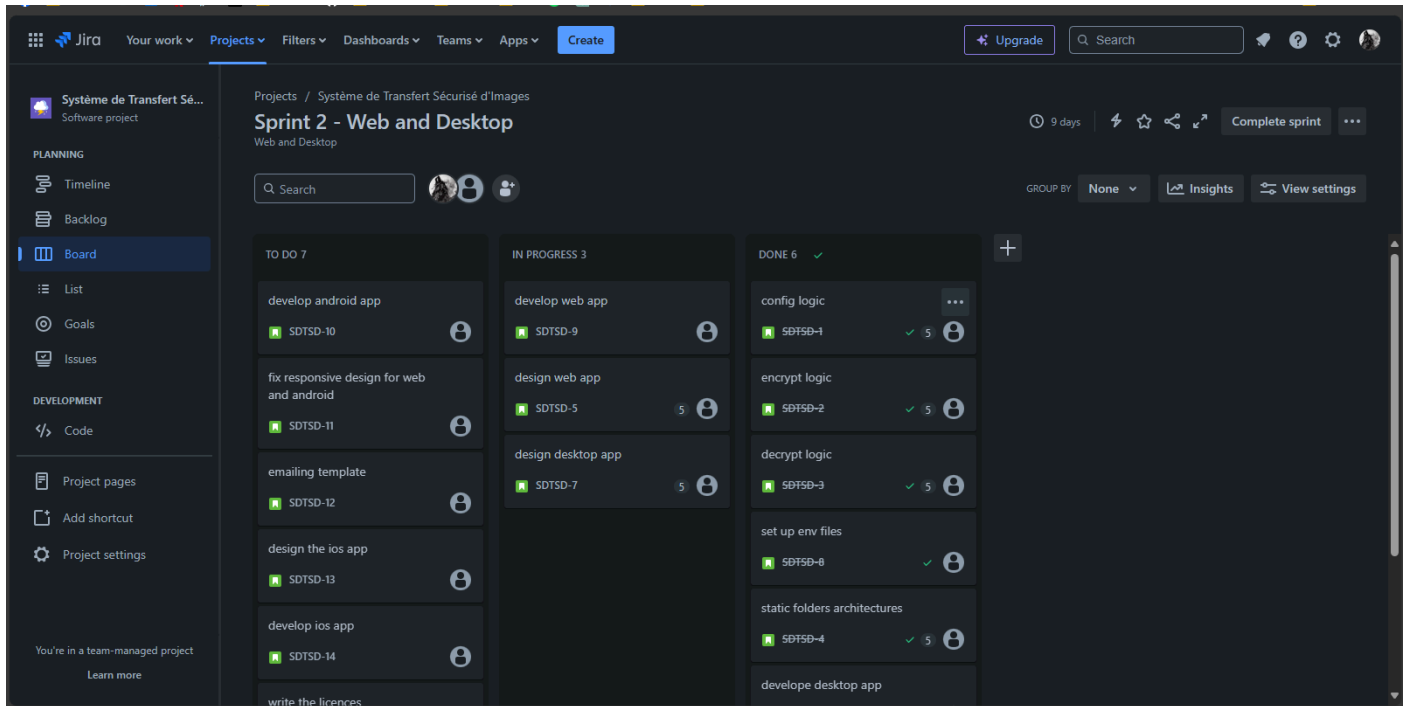 Jira Your work Projects Filters Dashboards Teams Apps Create Upgrade Search
Système de Transfert Sé...
Software project
PLANNING
Timeline
Backlog
Board
List
Goals
Issues
DEVELOPMENT
Code
Project pages
Add shortcut
Project settings
You're in a team-managed project
Learn more
Projects / Système de Transfert Sécurisé d'Images
Sprint 2 - Web and Desktop
Web and Desktop
9 days Complete sprint
Search
GROUP BY None Insights View settings
TO DO 7
develop android app
SDTSD-10
fix responsive design for web
and android
SDTSD-11
emailing template
SDTSD-12
design the ios app
SDTSD-13
develop ios app
SDTSD-14
write the licences
IN PROGRESS 3
develop web app
SDTSD-9
design web app
SDTSD-5 5
design desktop app
SDTSD-7 5
DONE 6
config logic
SDTSD-1 5
encrypt logic
SDTSD-2 5
decrypt logic
SDTSD-3 5
set up env files
SDTSD-8
static folders architectures
SDTSD-4 5
develope desktop app